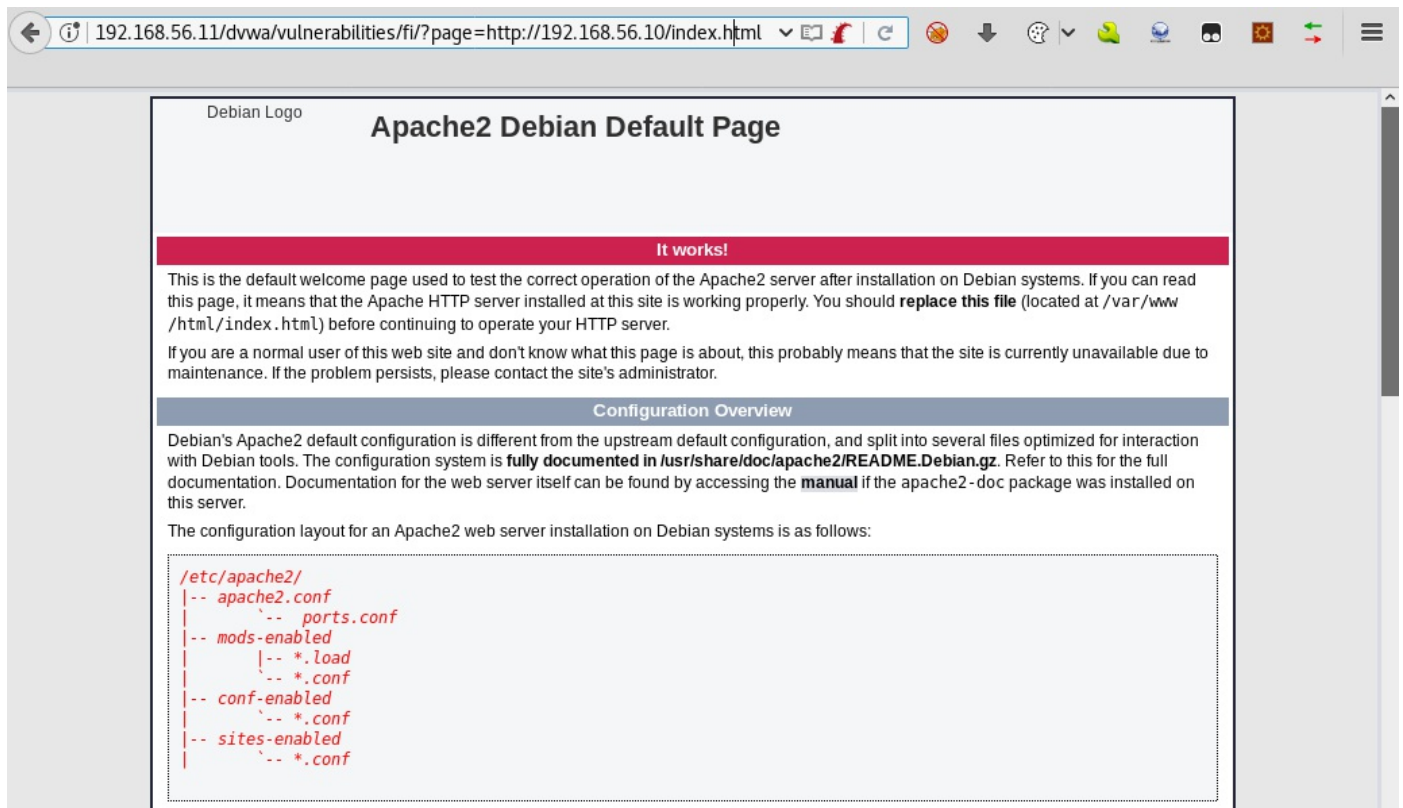 192.168.56.11/dvwa/vulnerabilities/fi/?page=http://192.168.56.10/index.html
Debian Logo
Apache2 Debian Default Page
It works!
This is the default welcome page used to test the correct operation of the Apache2 server after installation on Debian systems. If you can read
this page, it means that the Apache HTTP server installed at this site is working properly. You should replace this file (located at /var/www
/html/index.html) before continuing to operate your HTTP server.
If you are a normal user of this web site and don't know what this page is about, this probably means that the site is currently unavailable due to
maintenance. If the problem persists, please contact the site's administrator.
Configuration Overview
Debian's Apache2 default configuration is different from the upstream default configuration, and split into several files optimized for interaction
with Debian tools. The configuration system is fully documented in /usr/share/doc/apache2/README.Debian.gz. Refer to this for the full
documentation. Documentation for the web server itself can be found by accessing the manual if the apache2-doc package was installed on
this server.
The configuration layout for an Apache2 web server installation on Debian systems is as follows:
/etc/apache2/
|-- apache2.conf
|       `--  ports.conf
|-- mods-enabled
|       |-- *.load
|       `-- *.conf
|-- conf-enabled
|       `-- *.conf
|-- sites-enabled
|       `-- *.conf